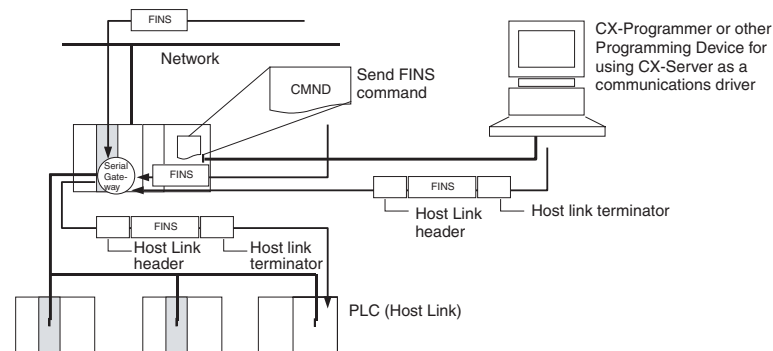 FINS
Network
CMND
Send FINS
command
CX-Programmer or other
Programming Device for
using CX-Server as a
communications driver
Serial
Gate-
way
FINS
FINS
Host Link
header
Host link terminator
FINS
Host Link
header
Host link
terminator
PLC (Host Link)